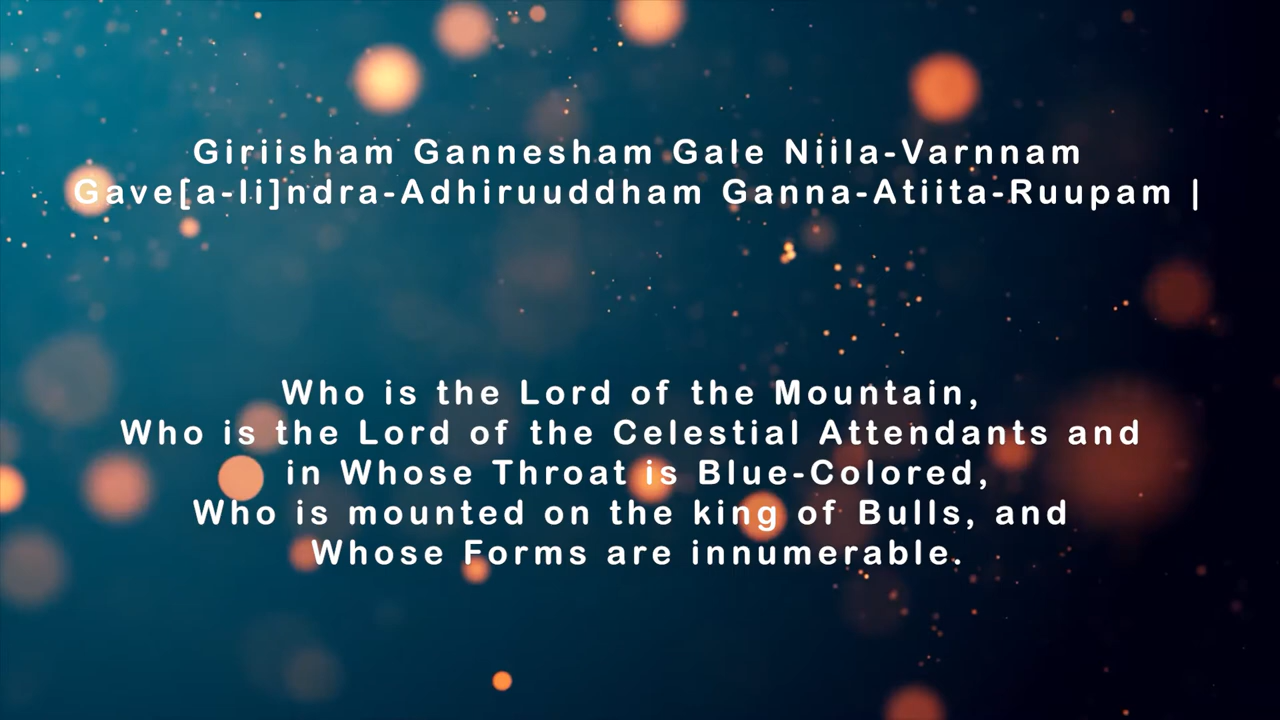 Giriisham Gannesham Gale Niila-Varnnam
Gave[a-Ii]ndra-Adhiruuddham Ganna-Atiita-Ruupam |
Who is the Lord of the Mountain,
Who is the Lord of the Celestial Attendants and
in Whose Throat is Blue-Colored,
Who is mounted on the king of Bulls, and
Whose Forms are innumerable.